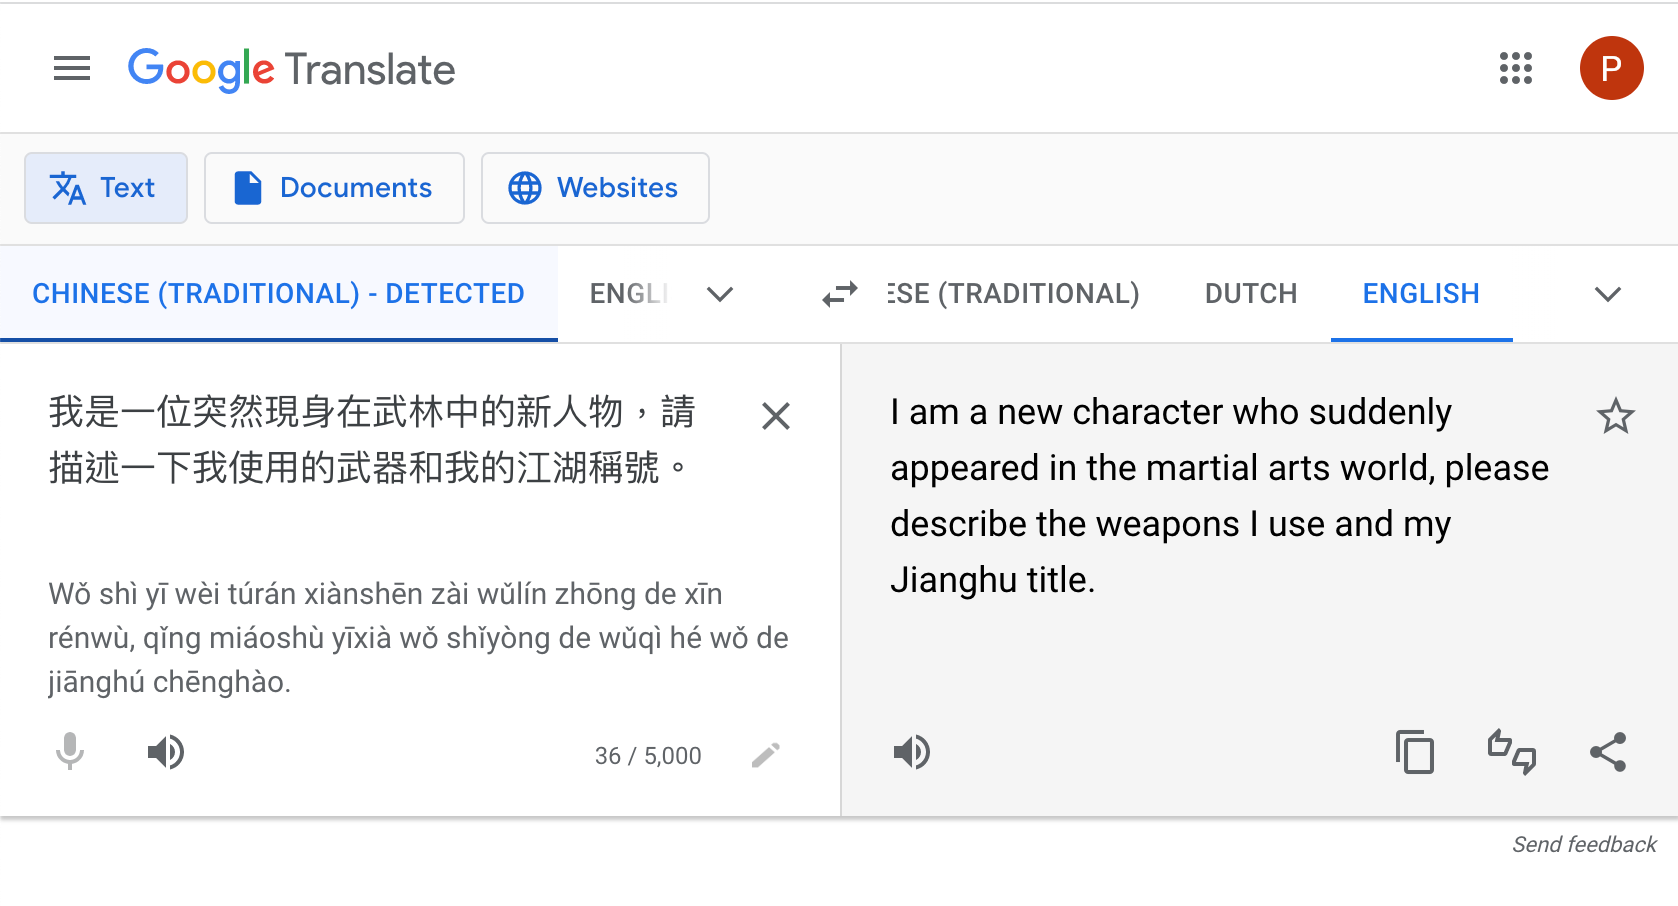 Google Translate
P
Text
Documents
Websites
CHINESE (TRADITIONAL) - DETECTED
ENGLI
ESE (TRADITIONAL)
DUTCH
ENGLISH
我是一位突然現身在武林中的新人物，請
描述一下我使用的武器和我的江湖稱號。
Wǒ shì yī wèi túrán xiànshēn zài wǔlín zhōng de xīn
rénwù, qǐng miáoshù yīxià wǒ shǐyòng de wǔqì hé wǒ de
jiānghú chēnghào.
36 / 5,000
I am a new character who suddenly
appeared in the martial arts world, please
describe the weapons I use and my
Jianghu title.
Send feedback